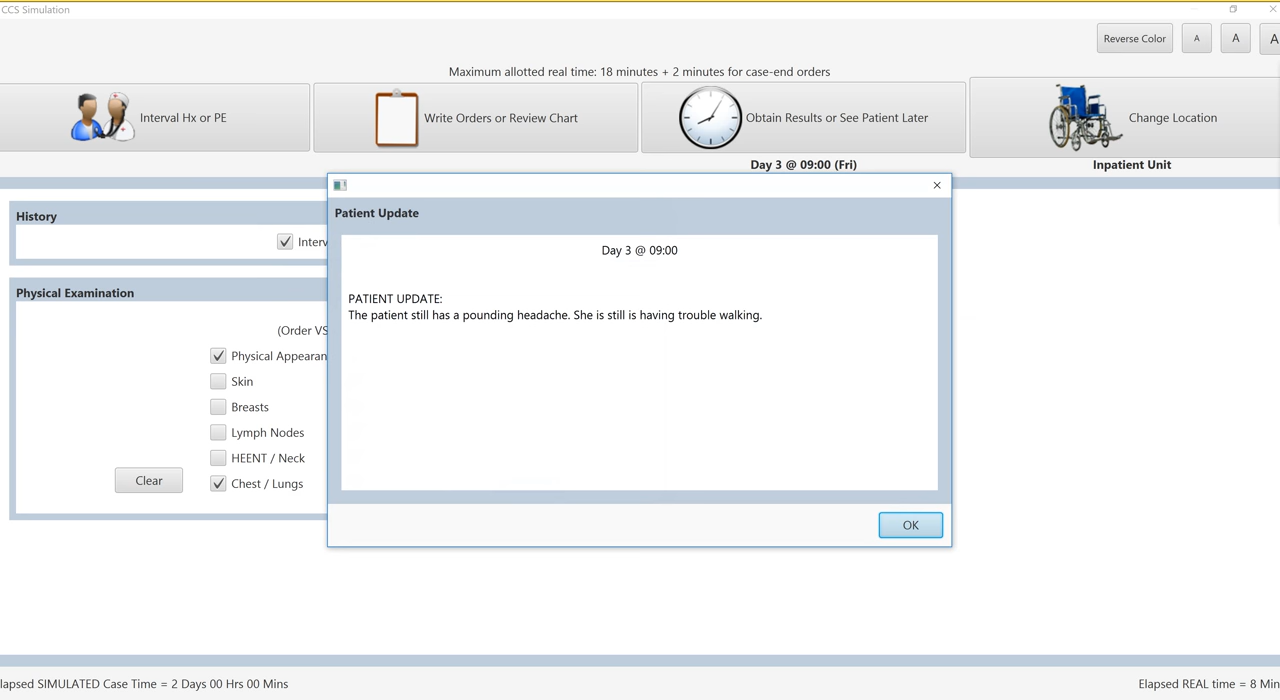 CCS Simulation
Reverse Color
A
A
A
Maximum allotted real time: 18 minutes + 2 minutes for case-end orders
Interval Hx or PE
Write Orders or Review Chart
Obtain Results or See Patient Later
Change Location
Day 3 @ 09:00 (Fri)
Inpatient Unit
Patient Update
History
Interv
Day 3 @ 09:00
Physical Examination
PATIENT UPDATE:
The patient still has a pounding headache. She is still is having trouble walking.
(Order VS
Physical Appearan
Skin
Breasts
Lymph Nodes
HEENT / Neck
Clear
Chest / Lungs
OK
lapsed SIMULATED Case Time = 2 Days 00 Hrs 00 Mins
Elapsed REAL time = 8 Min